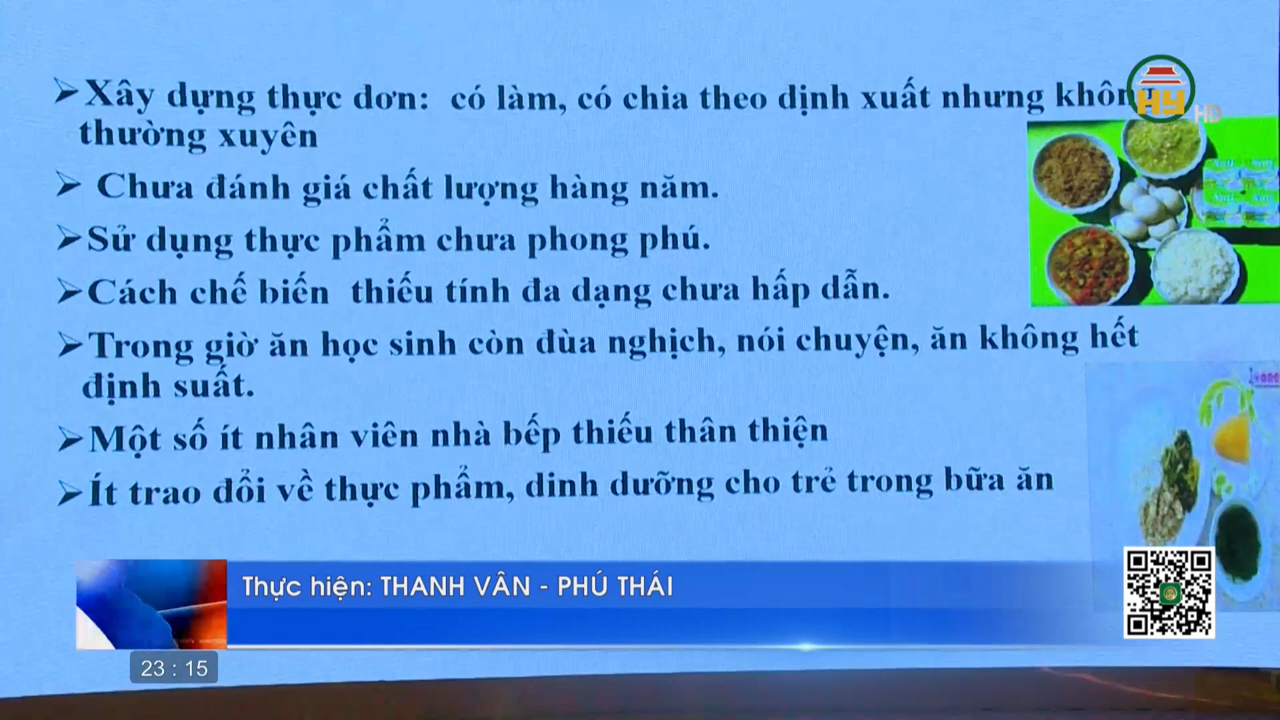 ➢Xây dựng thực đơn: có làm, có chia theo định xuất nhưng không
thường xuyên
➢ Chưa đánh giá chất lượng hàng năm.
➢Sử dụng thực phẩm chưa phong phú.
➢Cách chế biến thiếu tính đa dạng chưa hấp dẫn.
➢Trong giờ ăn học sinh còn đùa nghịch, nói chuyện, ăn không hết
định suất.
➢Một số ít nhân viên nhà bếp thiếu thân thiện
➢Ít trao đổi về thực phẩm, dinh dưỡng cho trẻ trong bữa ăn
HY HD
Thực hiện: THANH VÂN - PHÚ THÁI
23 : 15